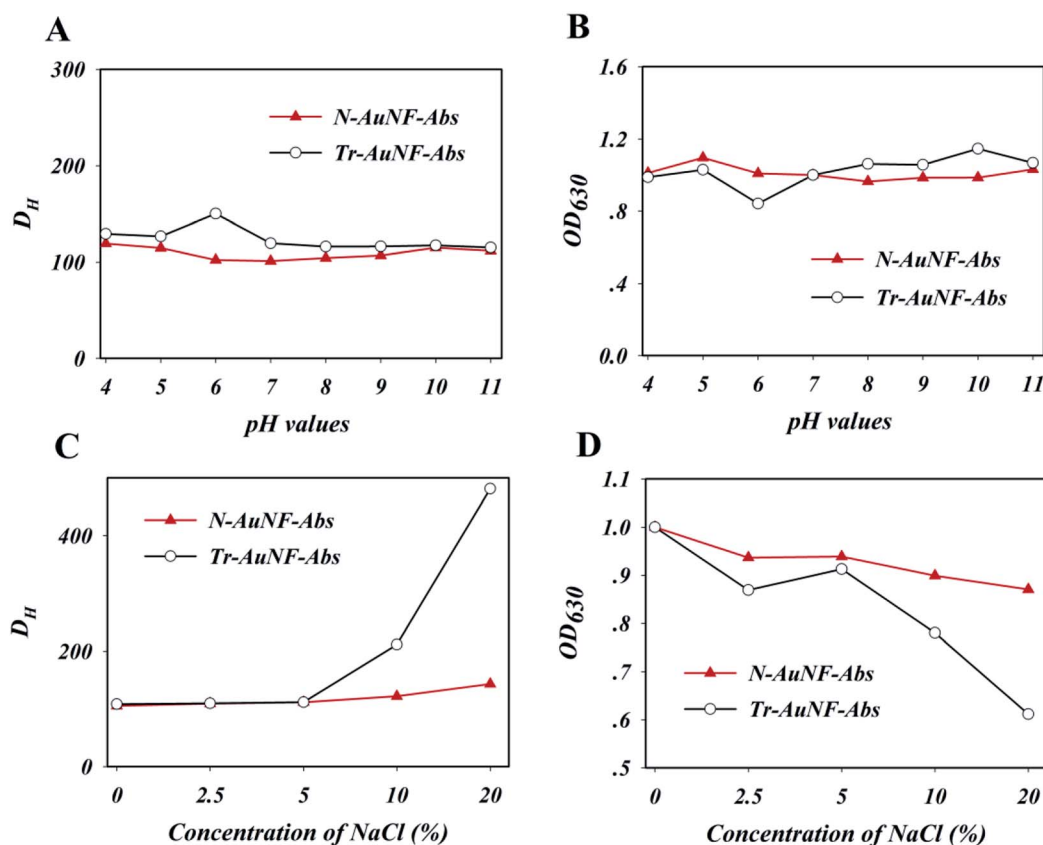 A
300
200
100
0
D_H
N-AuNF-Abs
Tr-AuNF-Abs
4 5 6 7 8 9 10 11
pH values
B
1.6
1.2
.8
.4
0.0
OD630
N-AuNF-Abs
Tr-AuNF-Abs
4 5 6 7 8 9 10 11
pH values
C
400
200
0
D_H
N-AuNF-Abs
Tr-AuNF-Abs
0 2.5 5 10 20
Concentration of NaCl (%)
D
1.1
1.0
.9
.8
.7
.6
.5
OD630
N-AuNF-Abs
Tr-AuNF-Abs
0 2.5 5 10 20
Concentration of NaCl (%)